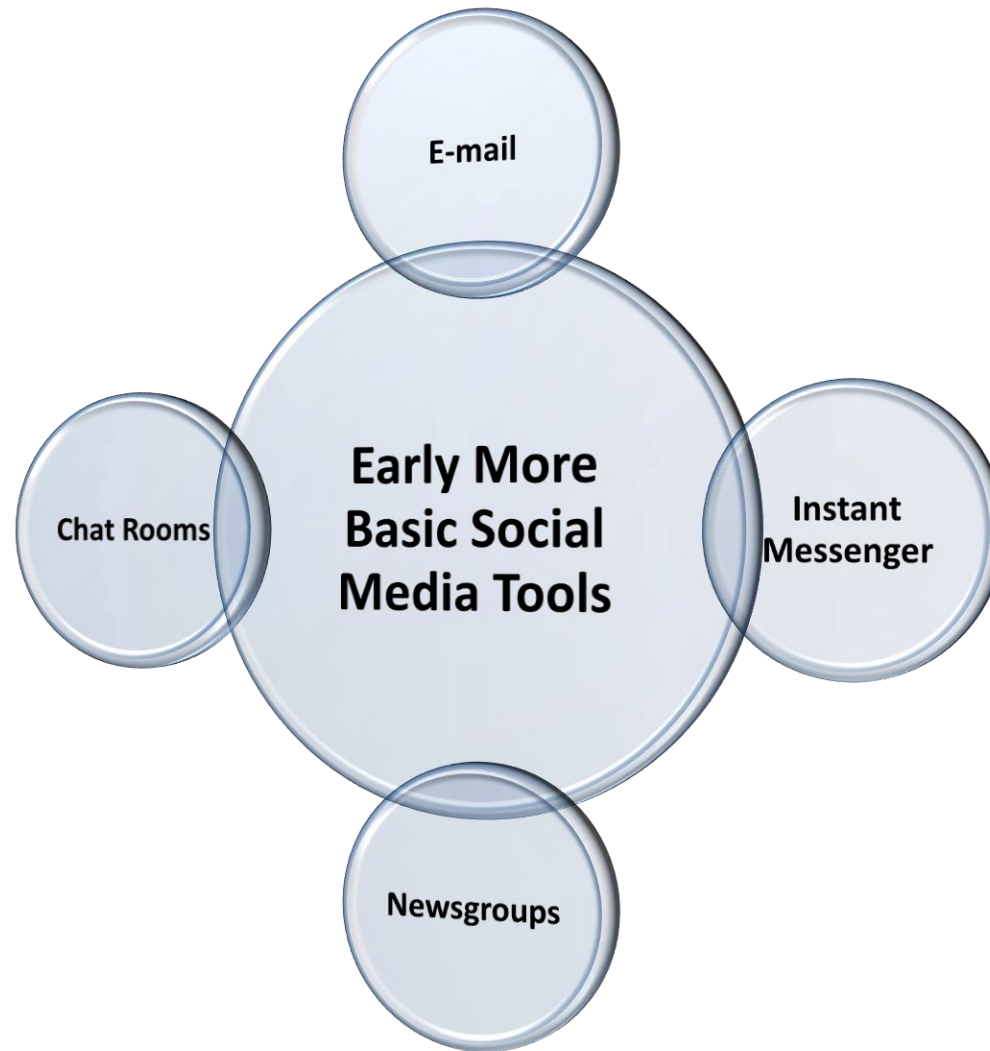 E-mail
Early More
Basic Social
Media Tools
Chat Rooms
Instant
Messenger
Newsgroups